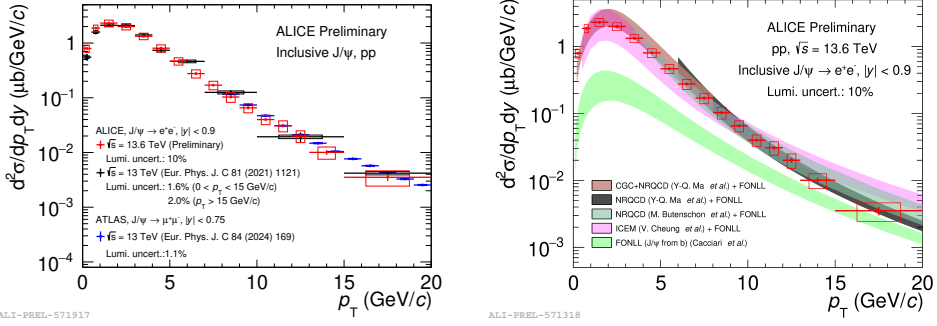 d²σ/dp_T dy (μb/GeV/c)
1
10⁻¹
10⁻²
10⁻³
10⁻⁴
ALICE Preliminary
Inclusive J/ψ, pp
ALICE, J/ψ → e⁺e⁻, |y| < 0.9
√s = 13.6 TeV (Preliminary)
Lumi. uncert.: 10%
√s = 13 TeV (Eur. Phys. J. C 81 (2021) 1121)
Lumi. uncert.: 1.6% (0 < p_T < 15 GeV/c)
2.0% (p_T > 15 GeV/c)
ATLAS, J/ψ → μ⁺μ⁻, |y| < 0.75
√s = 13 TeV (Eur. Phys. J. C 84 (2024) 169)
Lumi. uncert.:1.1%
0 5 10 15 20
p_T (GeV/c)
ALI-PREL-571917
d²σ/dp_T dy (μb/GeV/c)
1
10⁻¹
10⁻²
10⁻³
ALICE Preliminary
pp, √s = 13.6 TeV
Inclusive J/ψ → e⁺e⁻, |y| < 0.9
Lumi. uncert.: 10%
CGC+NRQCD (Y-Q. Ma et al.) + FONLL
NRQCD (Y-Q. Ma et al.) + FONLL
NRQCD (M. Butenschon et al.) + FONLL
ICEM (V. Cheung et al.) + FONLL
FONLL (J/ψ from b) (Cacciari et al.)
0 5 10 15 20
p_T (GeV/c)
ALI-PREL-571318